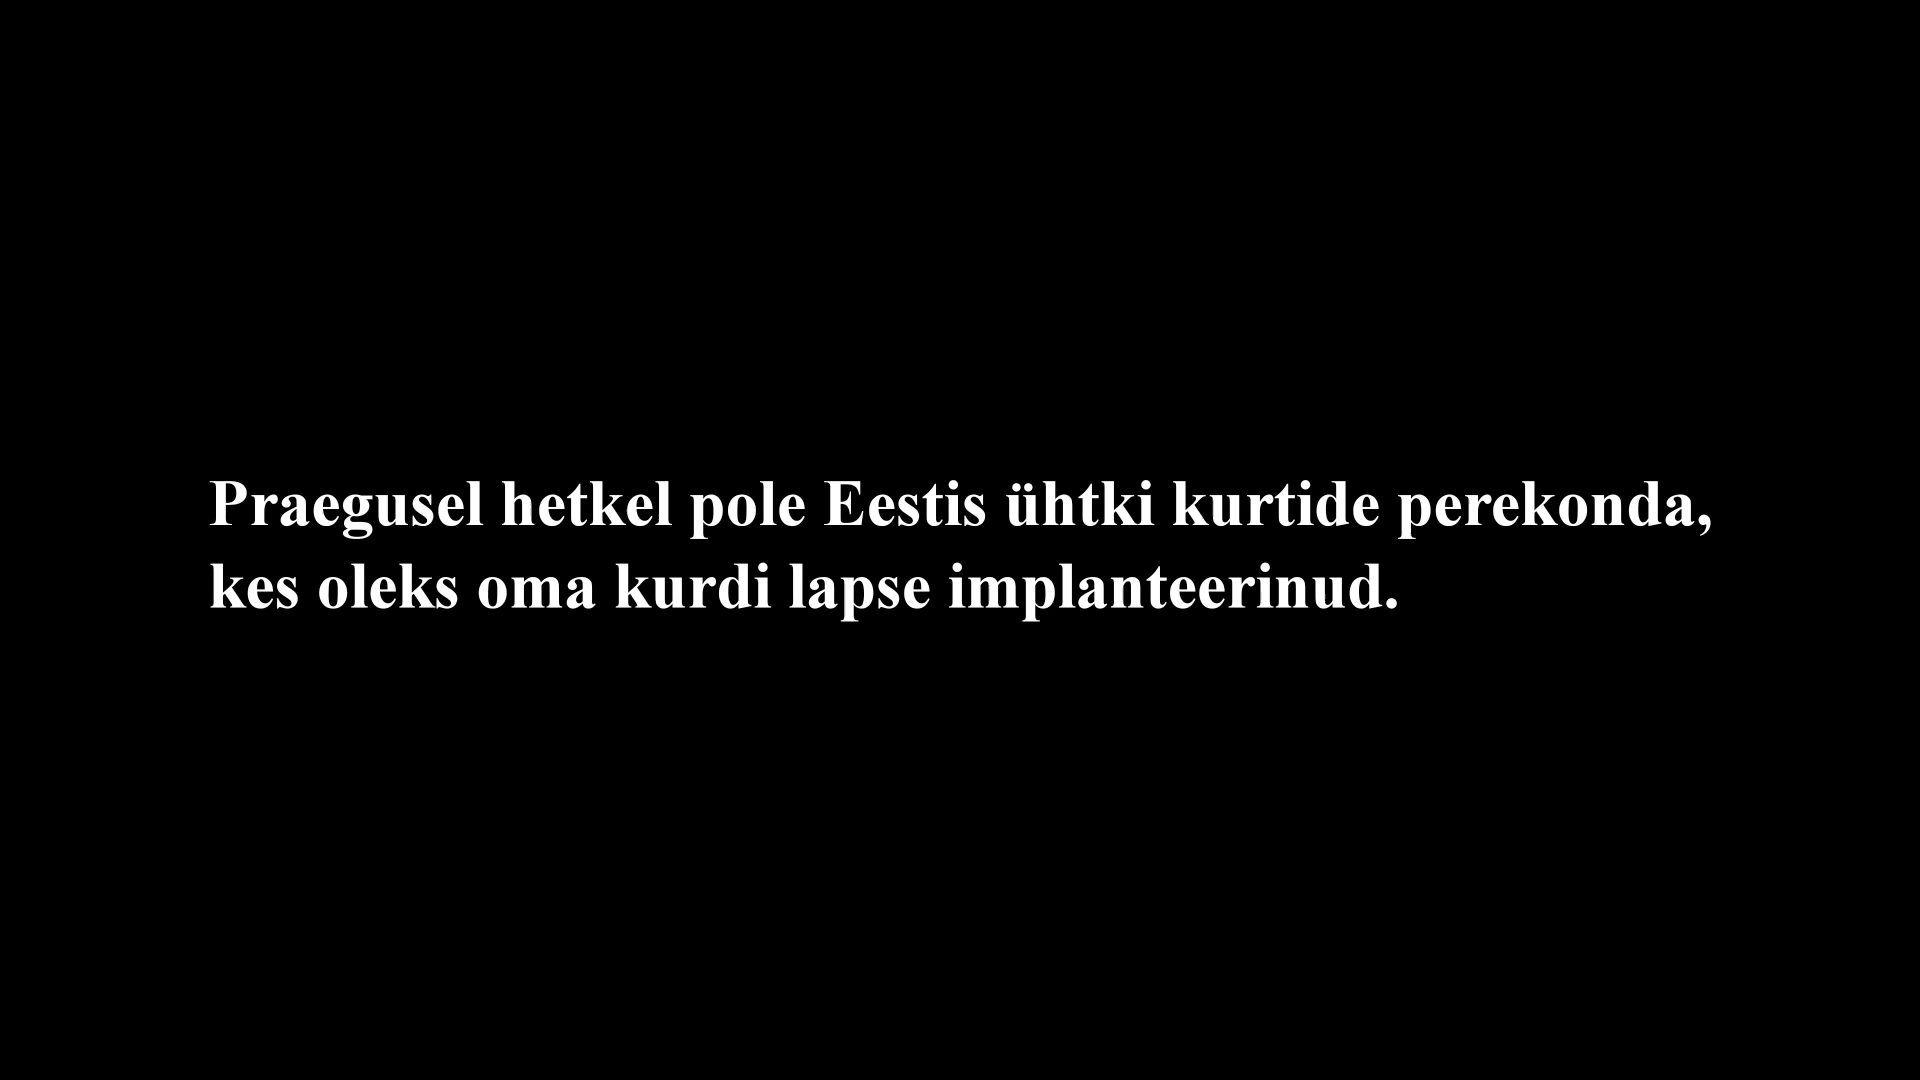 Praegusel hetkel pole Eestis ühtki kurtide perekonda,
kes oleks oma kurdi lapse implanteerinud.